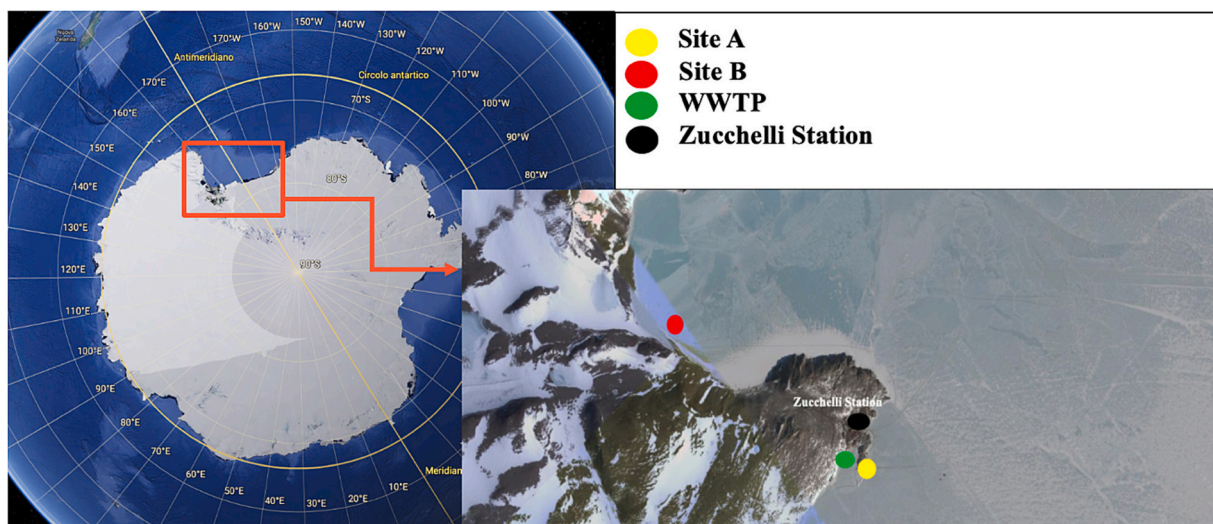 Nuova
Zelanda
160°W
150°W
140°W
130°W
120°W
110°W
100°W
90°W
80°W
170°W
Antimeridiano
Circolo antartico
70°S
80°S
90°S
170°E
160°E
150°E
140°E
130°E
120°E
110°E
100°E
90°E
80°E
70°E
60°E
50°E
40°E
30°E
20°E
10°E
Meridian
Site A
Site B
WWTP
Zucchelli Station
Zucchelli Station